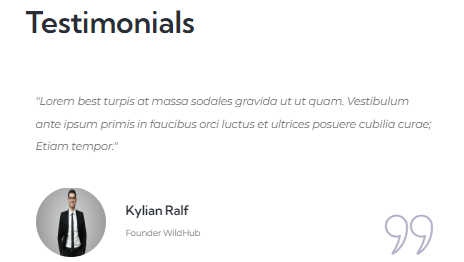 Testimonials
"Lorem best turpis at massa sodales gravida ut ut quam. Vestibulum
ante ipsum primis in faucibus orci luctus et ultrices posuere cubilia curae;
Etiam tempor."
Kylian Ralf
Founder WildHub